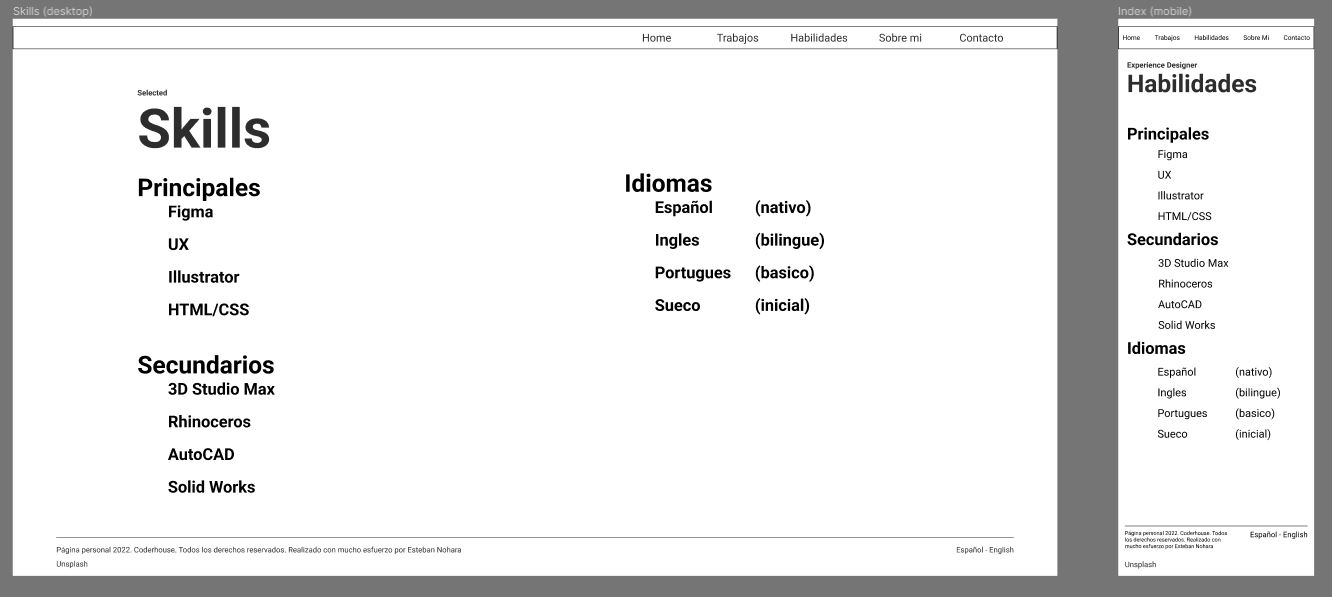 Skills (desktop)
Home Trabajos Habilidades Sobre mi Contacto
Selected
Skills
Principales
Figma
UX
Illustrator
HTML/CSS
Secundarios
3D Studio Max
Rhinoceros
AutoCAD
Solid Works
Idiomas
Español (nativo)
Ingles (bilingue)
Portugues (basico)
Sueco (inicial)
Página personal 2022. Coderhouse. Todos los derechos reservados. Realizado con mucho esfuerzo por Esteban Nohara
Español - English
Unsplash
Index (mobile)
Home Trabajos Habilidades Sobre Mi Contacto
Experience Designer
Habilidades
Principales
Figma
UX
Illustrator
HTML/CSS
Secundarios
3D Studio Max
Rhinoceros
AutoCAD
Solid Works
Idiomas
Español (nativo)
Ingles (bilingue)
Portugues (basico)
Sueco (inicial)
Página personal 2022. Coderhouse. Todos
los derechos reservados. Realizado con
mucho esfuerzo por Esteban Nohara
Español - English
Unsplash